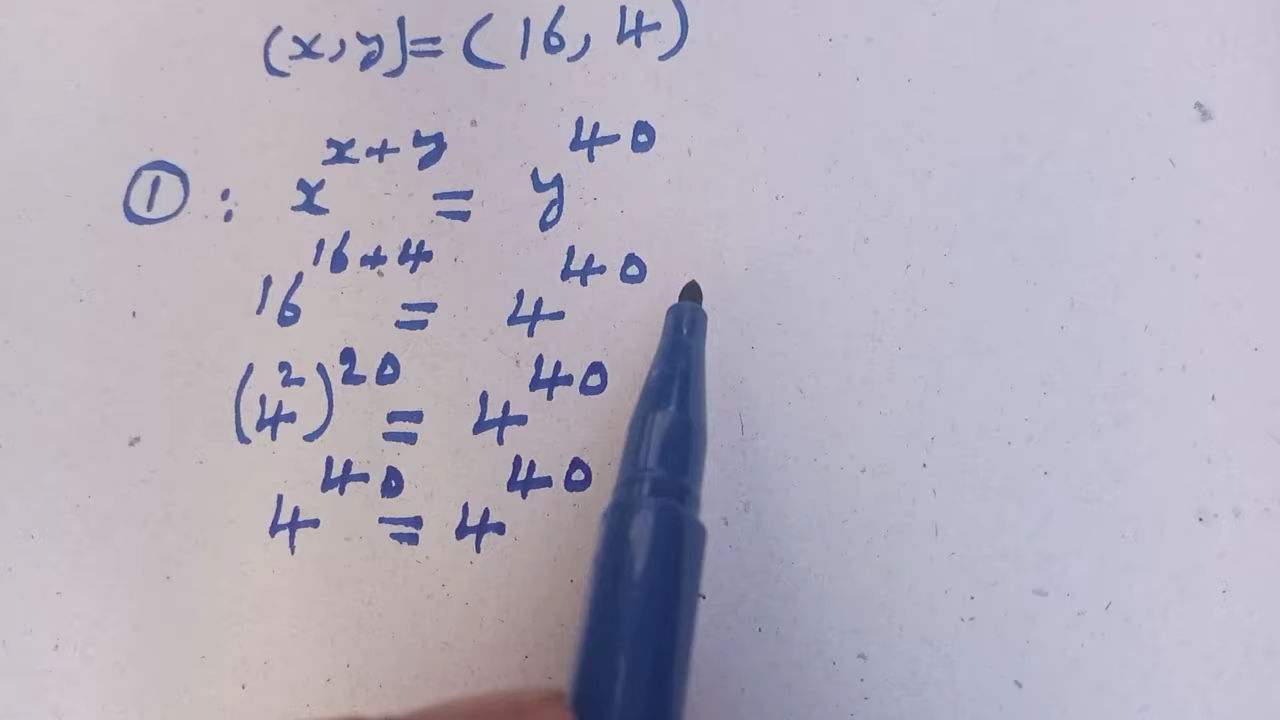 (x,y)=(16,4)
①: x^{x+y} = y^{40}
16^{16+4} = 4^{40}
(4^2)^{20} = 4^{40}
4^{40} = 4^{40}